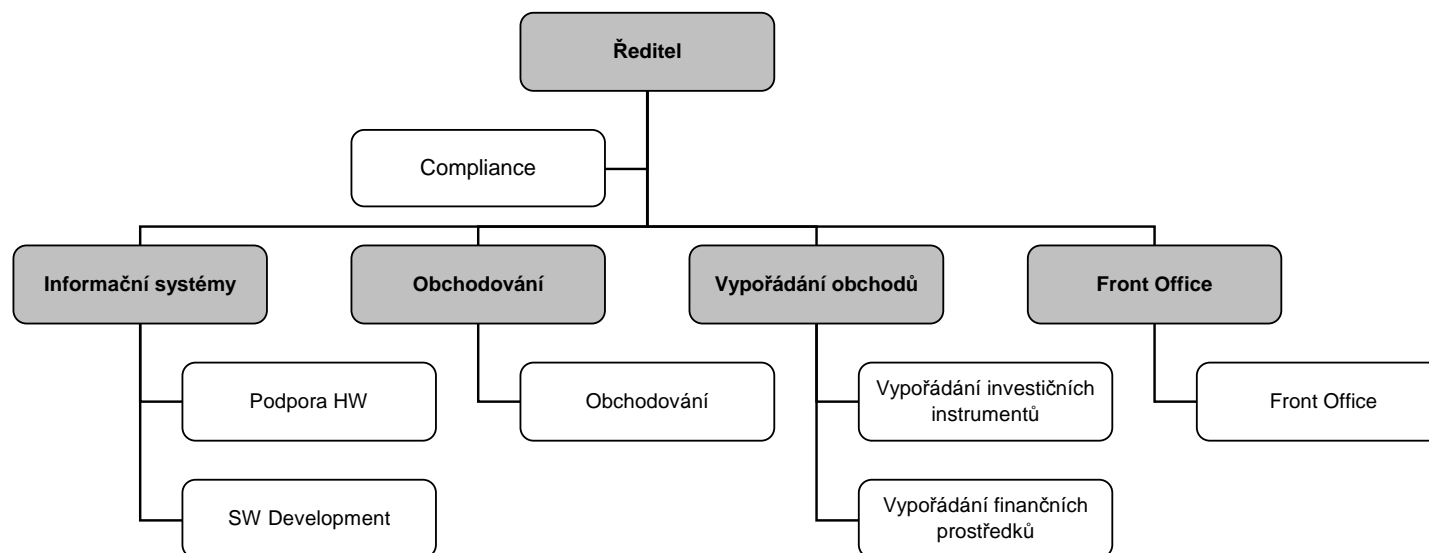 Ředitel
Compliance
Informační systémy
Obchodování
Vypořádání obchodů
Front Office
Podpora HW
Obchodování
Vypořádání investičních
instrumentů
Front Office
SW Development
Vypořádání finančních
prostředků